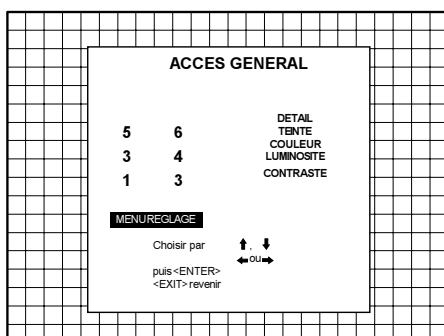 ACCES GENERAL
DETAIL
5 6 TEINTE
COULEUR
3 4 LUMINOSITE
1 3 CONTRASTE
MENUREGLAGE
Choisir par ⬆ , ⬇
⬅ou➡
puis<ENTER>
<EXIT> revenir